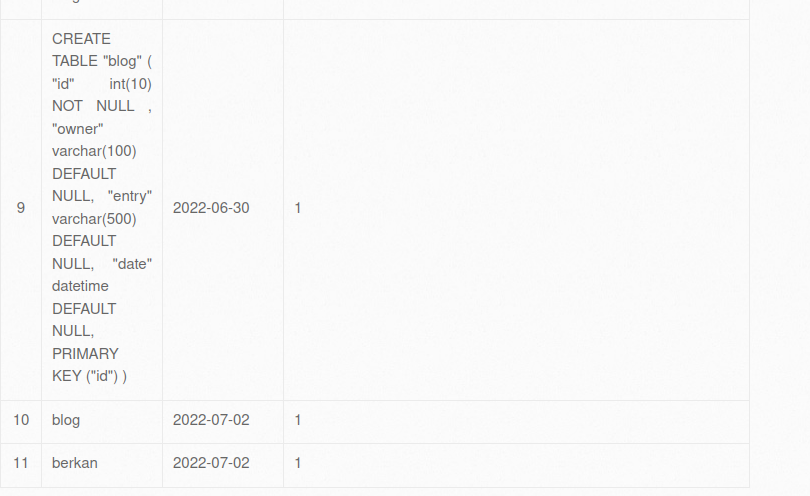 CREATE
TABLE "blog" (
"id" int(10)
NOT NULL ,
"owner"
varchar(100)
DEFAULT
NULL, "entry"
varchar(500)
DEFAULT
NULL, "date"
datetime
DEFAULT
NULL,
PRIMARY
KEY ("id") )
9 2022-06-30 1
10 blog 2022-07-02 1
11 berkan 2022-07-02 1